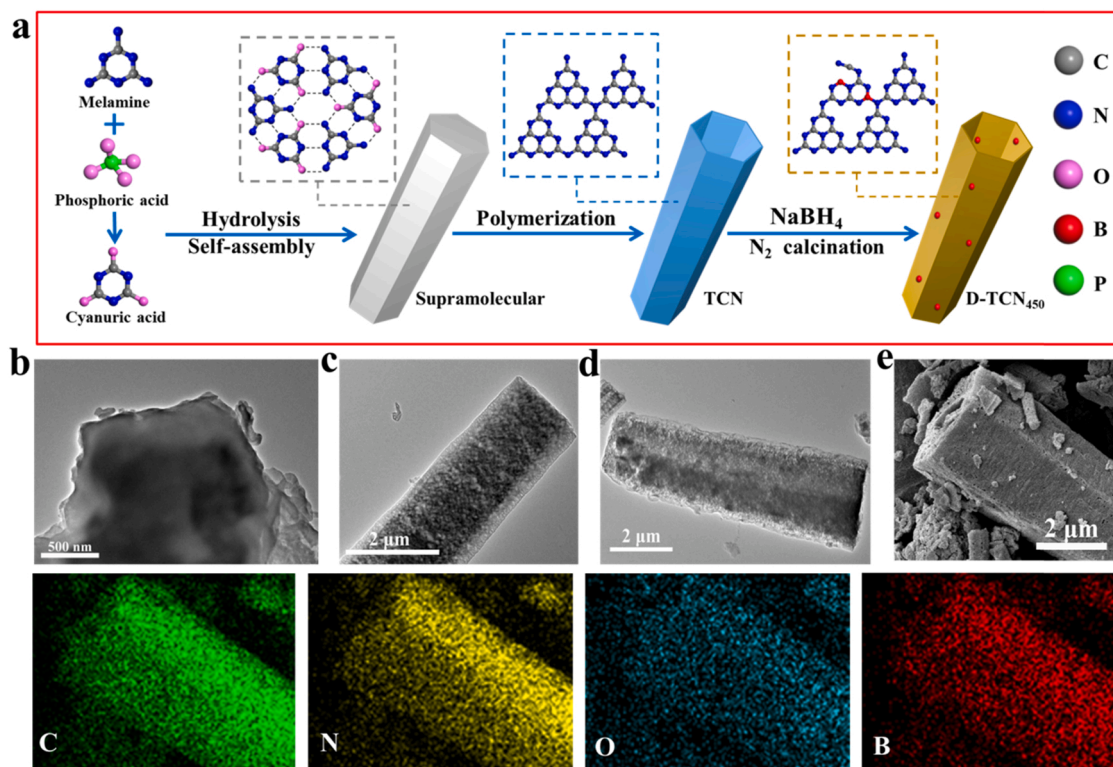 a
Melamine
+
Phosphoric acid
Cyanuric acid
Hydrolysis
Self-assembly
Supramolecular
Polymerization
TCN
NaBH₄
N₂ calcination
D-TCN₄₅₀
C
N
O
B
P
b
500 nm
c
2 μm
d
2 μm
e
2 μm
C
N
O
B